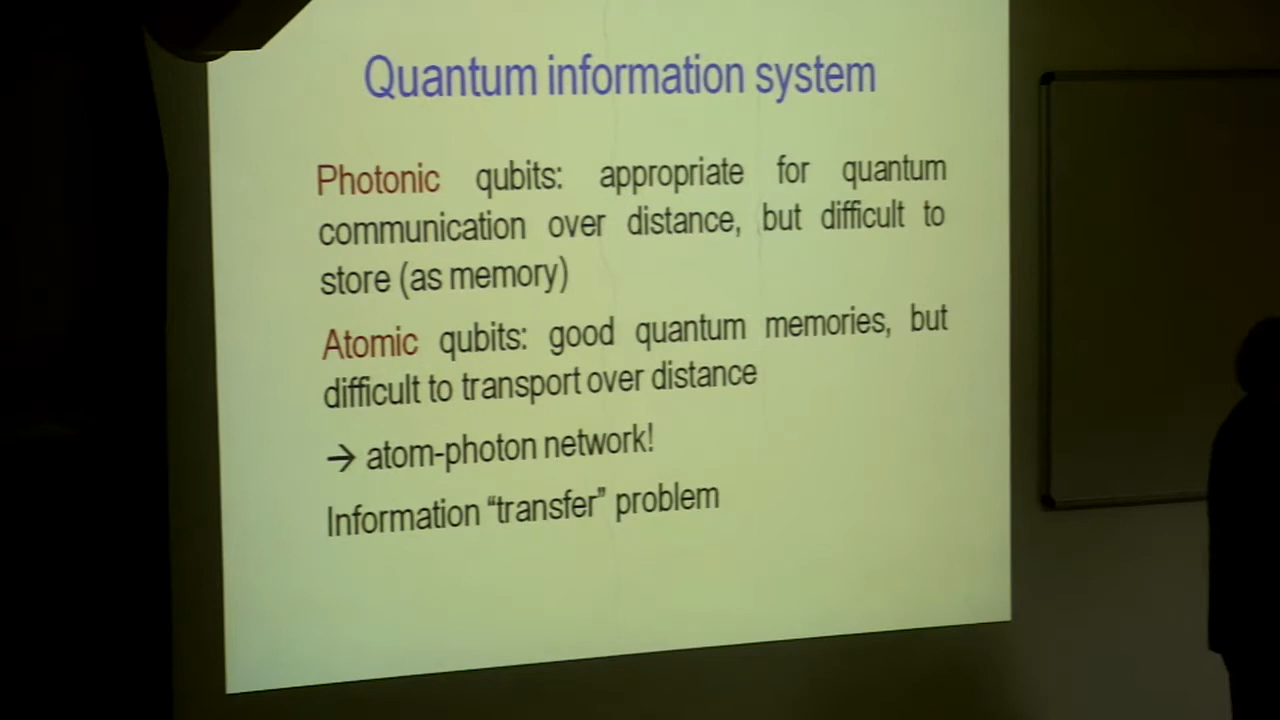 Quantum information system
Photonic qubits: appropriate for quantum
communication over distance, but difficult to
store (as memory)
Atomic qubits: good quantum memories, but
difficult to transport over distance
→ atom-photon network!
Information “transfer” problem